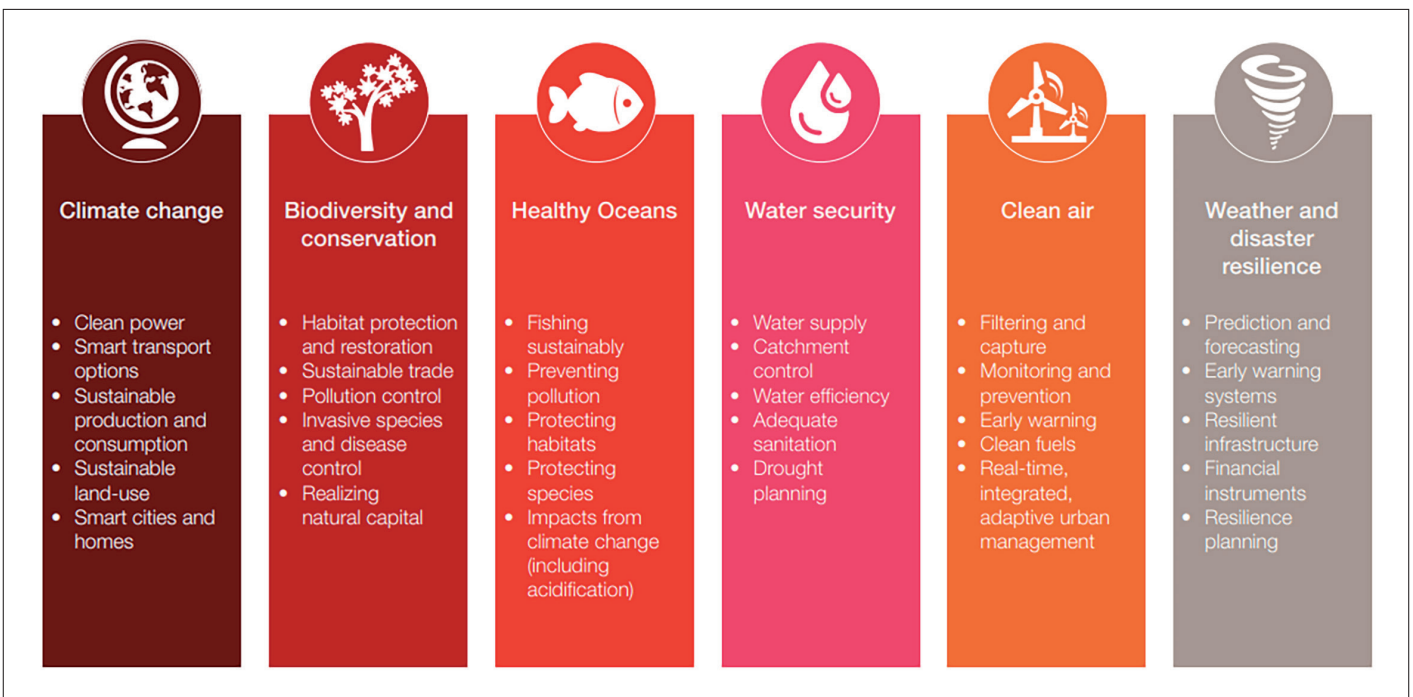 Climate change
• Clean power
• Smart transport
options
• Sustainable
production and
consumption
• Sustainable
land-use
• Smart cities and
homes
Biodiversity and
conservation
• Habitat protection
and restoration
• Sustainable trade
• Pollution control
• Invasive species
and disease
control
• Realizing
natural capital
Healthy Oceans
• Fishing
sustainably
• Preventing
pollution
• Protecting
habitats
• Protecting
species
• Impacts from
climate change
(including
acidification)
Water security
• Water supply
• Catchment
control
• Water efficiency
• Adequate
sanitation
• Drought
planning
Clean air
• Filtering and
capture
• Monitoring and
prevention
• Early warning
• Clean fuels
• Real-time,
integrated,
adaptive urban
management
Weather and
disaster
resilience
• Prediction and
forecasting
• Early warning
systems
• Resilient
infrastructure
• Financial
instruments
• Resilience
planning